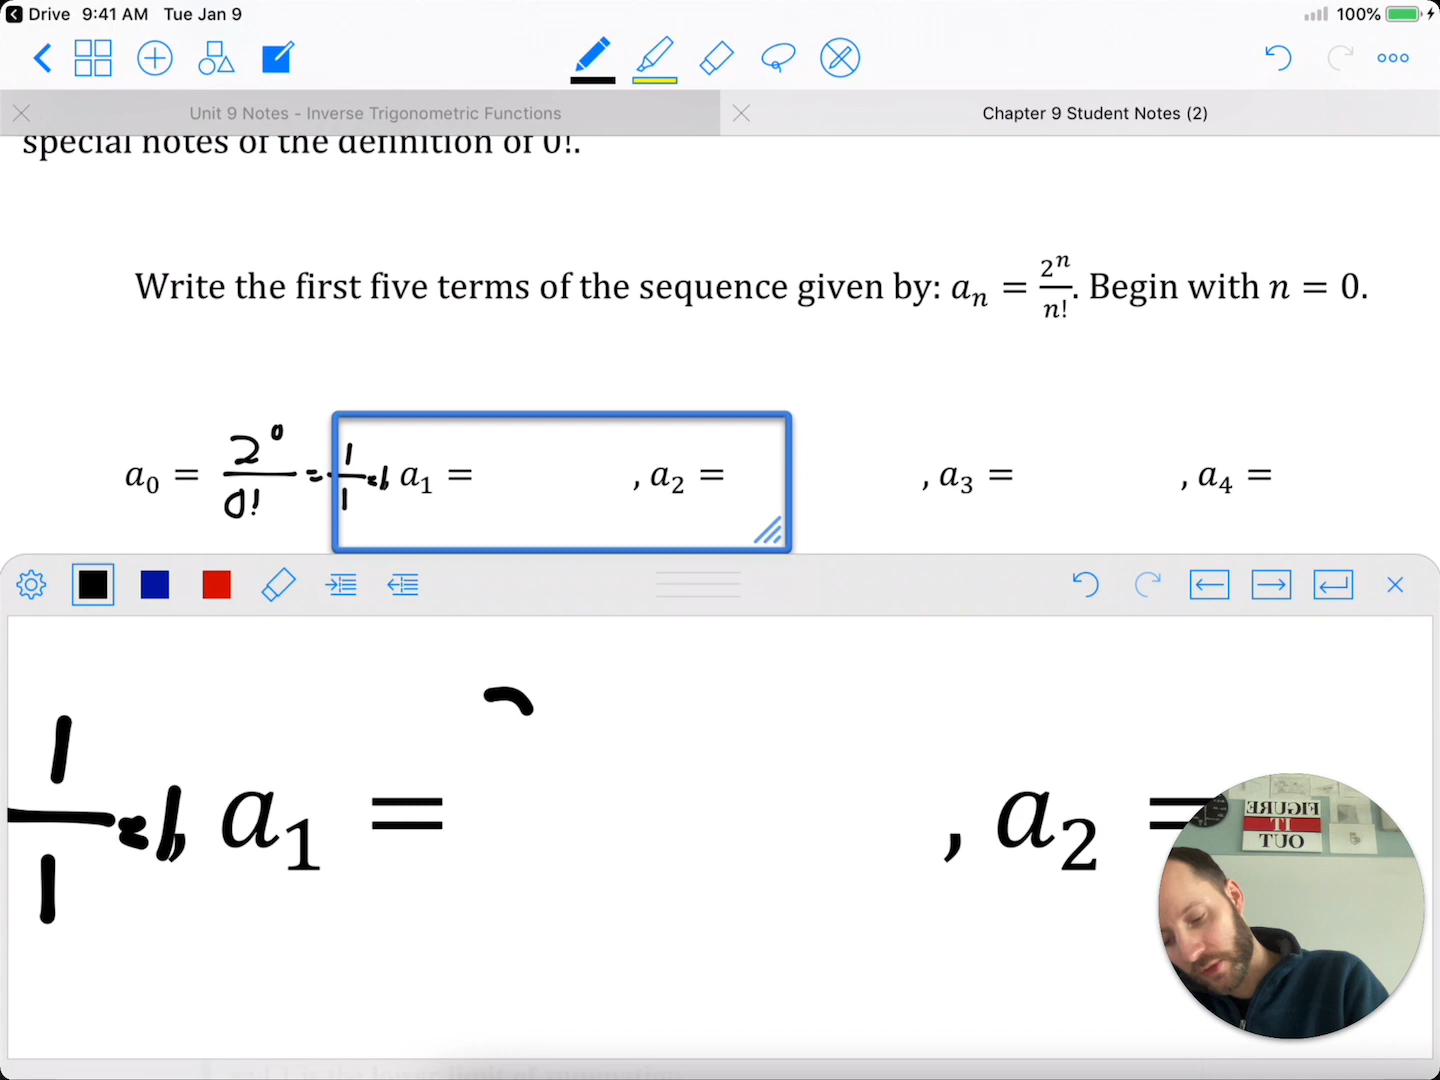 Drive 9:41 AM Tue Jan 9 100%
Unit 9 Notes - Inverse Trigonometric Functions Chapter 9 Student Notes (2)
special notes of the definition of 0!.
Write the first five terms of the sequence given by: aₙ = 2ⁿ/n!. Begin with n = 0.
a₀ = 2⁰/0! = 1/1 = 1, a₁ = , a₂ = , a₃ = , a₄ =
1/1 = 1, a₁ = , a₂ =
FIGURE
IT
OUT